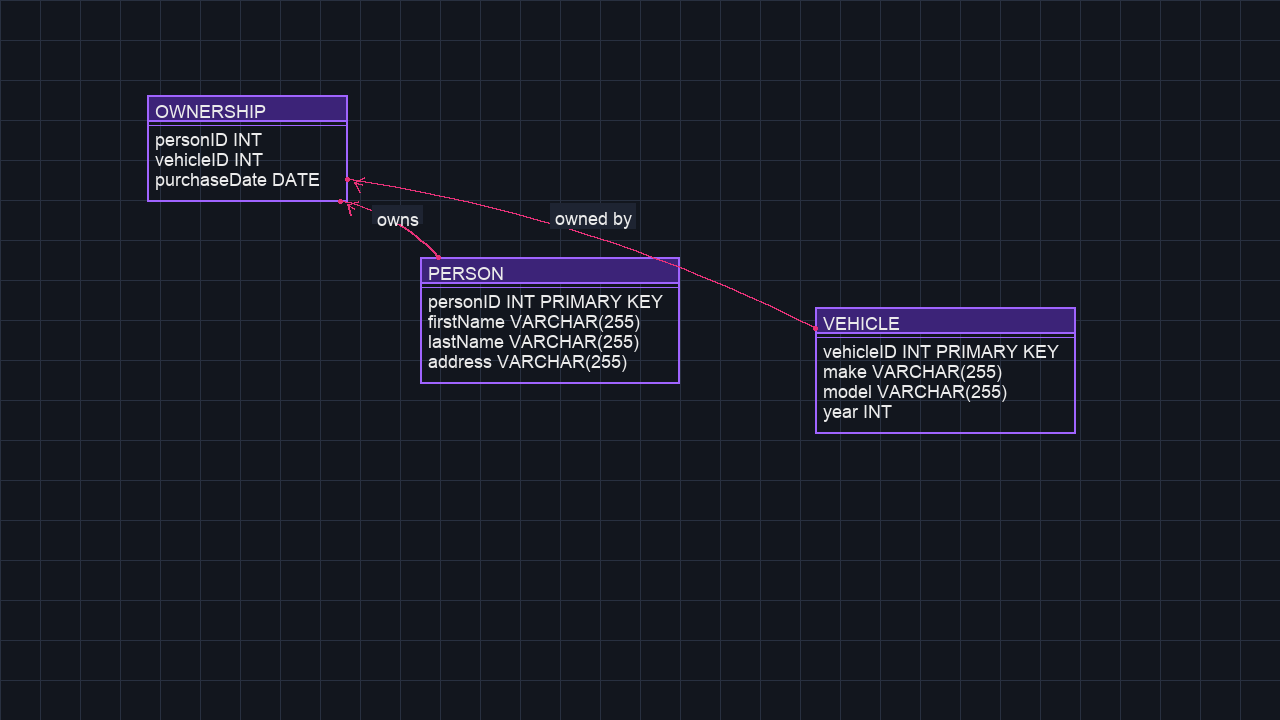 OWNERSHIP
personID INT
vehicleID INT
purchaseDate DATE
owns
owned by
PERSON
personID INT PRIMARY KEY
firstName VARCHAR(255)
lastName VARCHAR(255)
address VARCHAR(255)
VEHICLE
vehicleID INT PRIMARY KEY
make VARCHAR(255)
model VARCHAR(255)
year INT